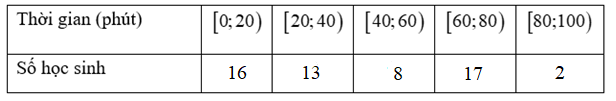 Thời gian (phút) [0;20) [20;40) [40;60) [60;80) [80;100)
Số học sinh 16 13 8 17 2